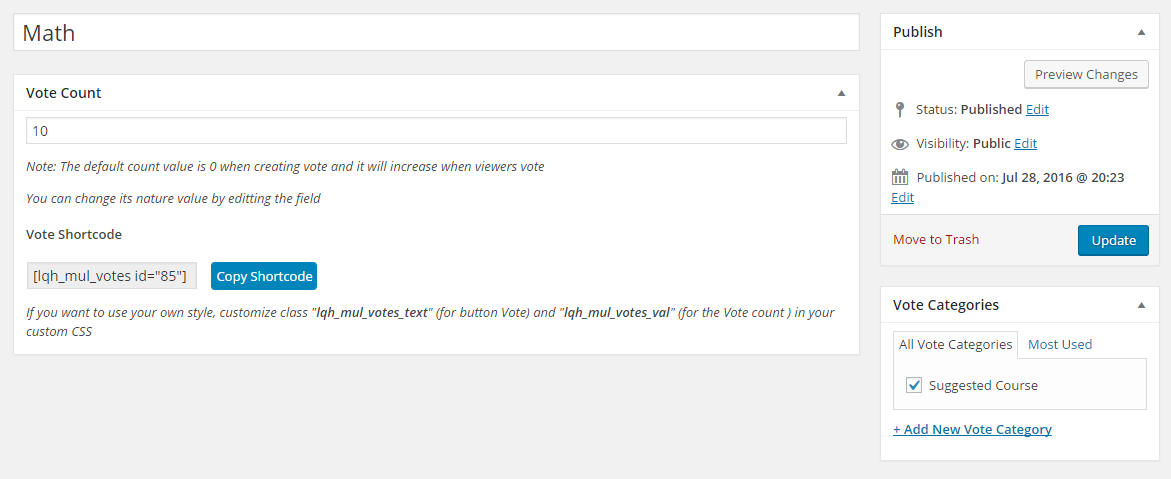 Math
Vote Count
10
Note: The default count value is 0 when creating vote and it will increase when viewers vote
You can change its nature value by editting the field
Vote Shortcode
[lqh_mul_votes id="85"]
Copy Shortcode
If you want to use your own style, customize class "lqh_mul_votes_text" (for button Vote) and "lqh_mul_votes_val" (for the Vote count ) in your
custom CSS
Publish
Preview Changes
Status: Published Edit
Visibility: Public Edit
Published on: Jul 28, 2016 @ 20:23
Edit
Move to Trash
Update
Vote Categories
All Vote Categories
Most Used
Suggested Course
+ Add New Vote Category